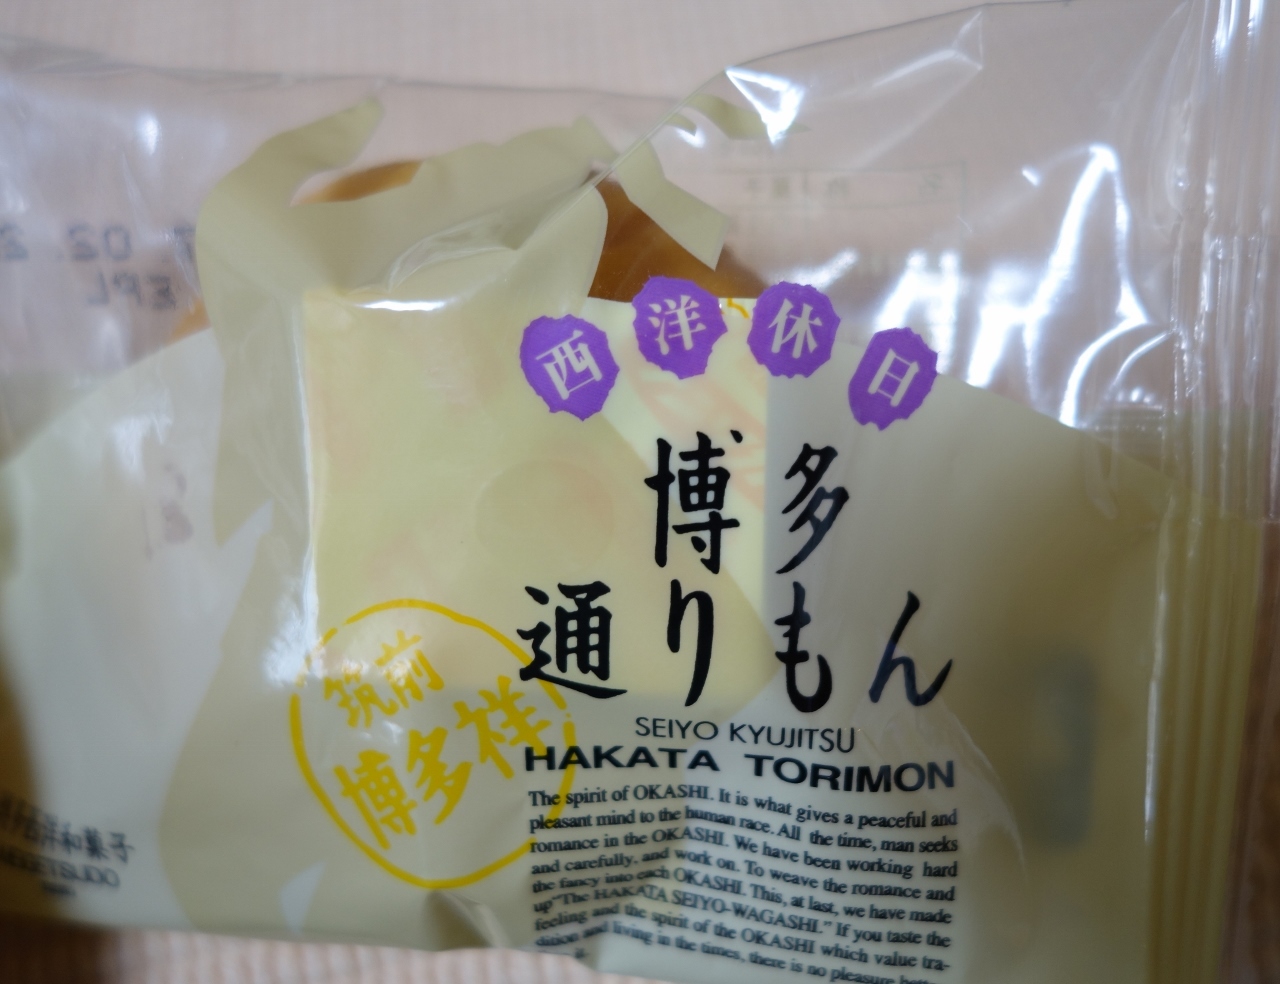 西洋休日
博多
通りもん
SEIYO KYUJITSU
HAKATA TORIMON
筑前
博多祥
The spirit of OKASHI. It is what gives a peaceful and
pleasant mind to the human race. All the time, man seeks
romance in the OKASHI. We have been working hard
and carefully. and work on. To weave the romance and
the fancy into each OKASHI. This, at last, we have made
up "The HAKATA SEIYO-WAGASHI." If you taste the
feeling and the spirit of the OKASHI which value tra-
dition and living in the times, there is no pleasure
和菓子